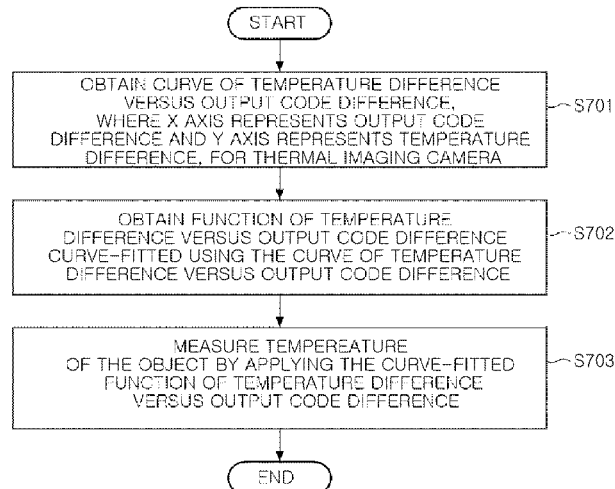 START
OBTAIN CURVE OF TEMPERATURE DIFFERENCE
VERSUS OUTPUT CODE DIFFERENCE,
WHERE X AXIS REPRESENTS OUTPUT CODE
DIFFERENCE AND Y AXIS REPRESENTS TEMPERATURE
DIFFERENCE, FOR THERMAL IMAGING CAMERA
S701
OBTAIN FUNCTION OF TEMPERATURE
DIFFERENCE VERSUS OUTPUT CODE DIFFERENCE
CURVE-FITTED USING THE CURVE OF TEMPERATURE
DIFFERENCE VERSUS OUTPUT CODE DIFFERENCE
S702
MEASURE TEMPEREATURE
OF THE OBJECT BY APPLYING THE CURVE-FITTED
FUNCTION OF TEMPERATURE DIFFERENCE
VERSUS OUTPUT CODE DIFFERENCE
S703
END